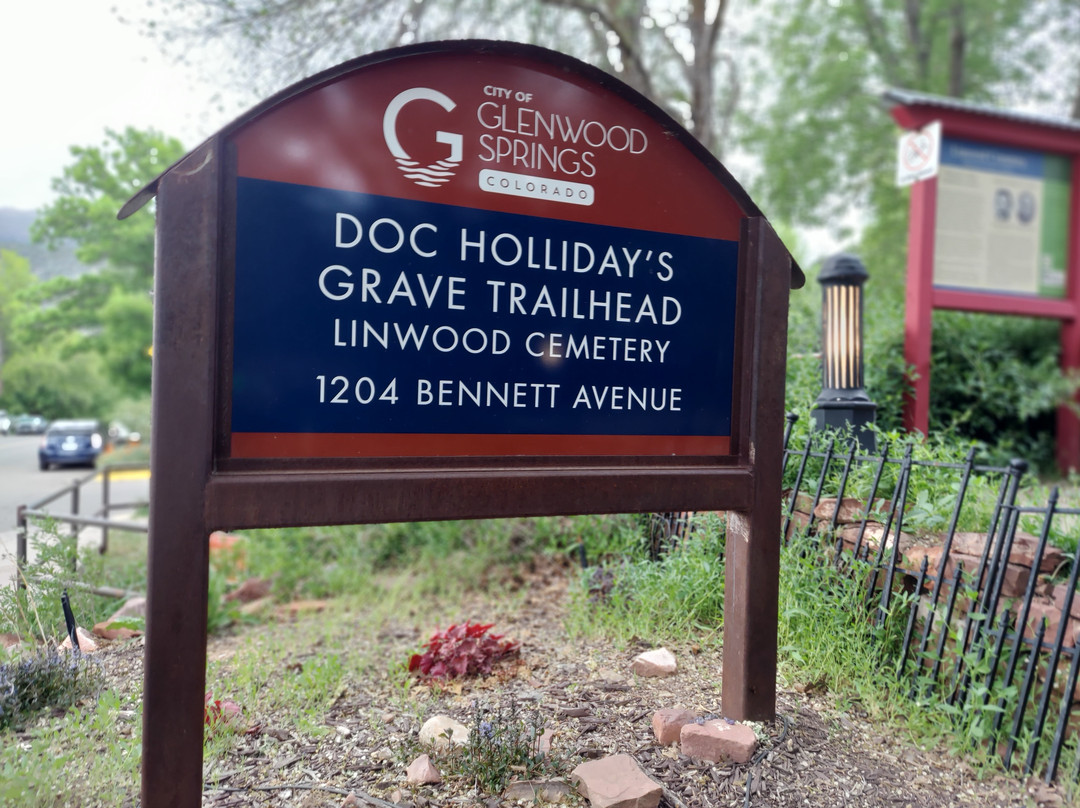 CITY OF
GLENWOOD
SPRINGS
COLORADO
DOC HOLLIDAY'S
GRAVE TRAILHEAD
LINWOOD CEMETERY
1204 BENNETT AVENUE